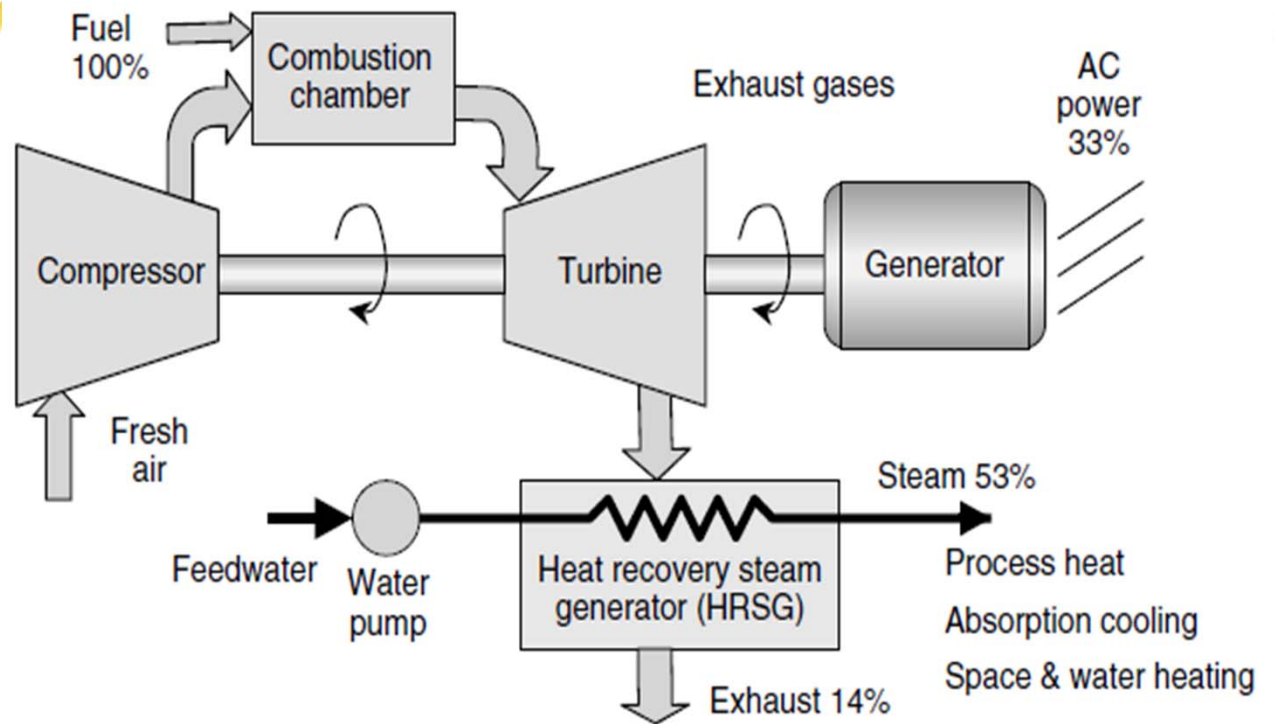 Fuel
100%
Combustion
chamber
Exhaust gases
AC
power
33%
Compressor
Turbine
Generator
Fresh
air
Steam 53%
Feedwater
Water
pump
Heat recovery steam
generator (HRSG)
Process heat
Absorption cooling
Space & water heating
Exhaust 14%